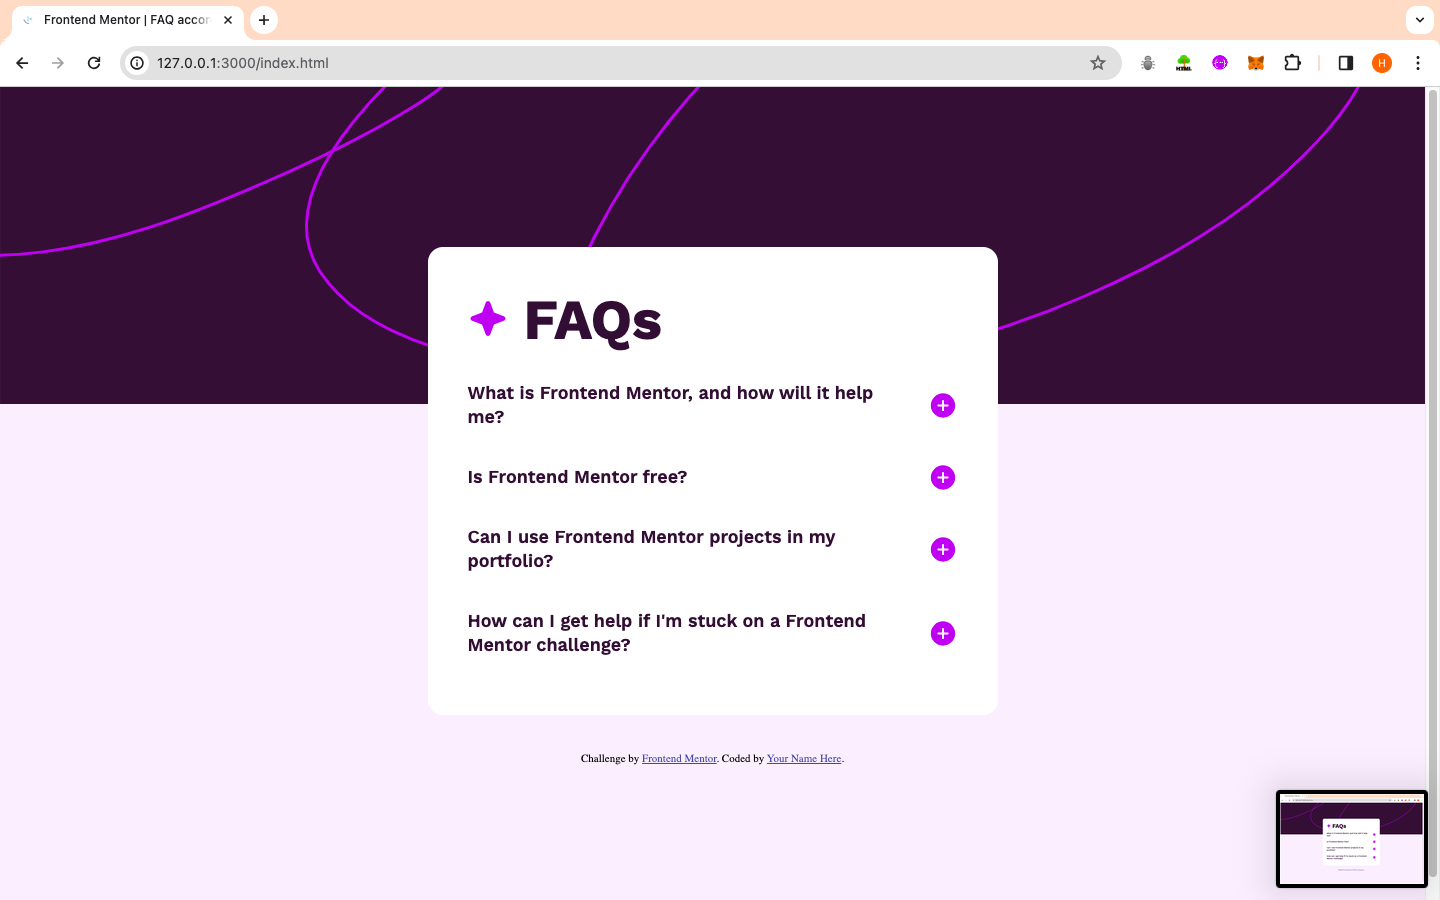 Frontend Mentor | FAQ accor
127.0.0.1:3000/index.html
HTML
H
FAQs
What is Frontend Mentor, and how will it help
me?
Is Frontend Mentor free?
Can I use Frontend Mentor projects in my
portfolio?
How can I get help if I'm stuck on a Frontend
Mentor challenge?
Challenge by Frontend Mentor. Coded by Your Name Here.
FAQs